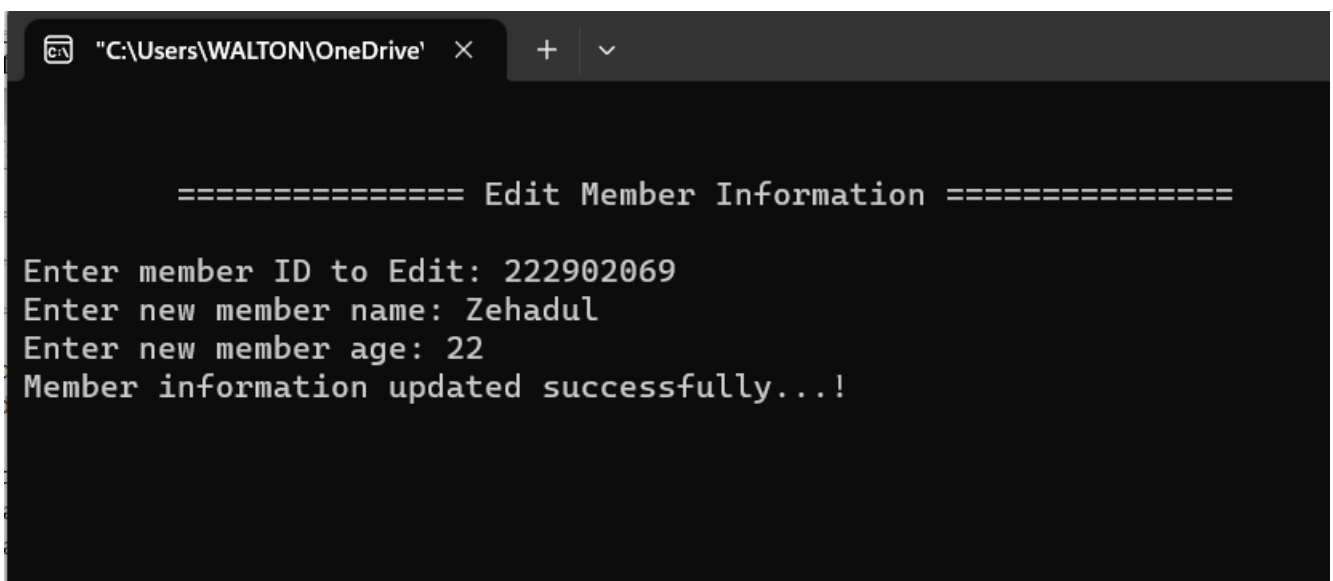 "C:\Users\WALTON\OneDrive'
=============== Edit Member Information ===============
Enter member ID to Edit: 222902069
Enter new member name: Zehadul
Enter new member age: 22
Member information updated successfully...!